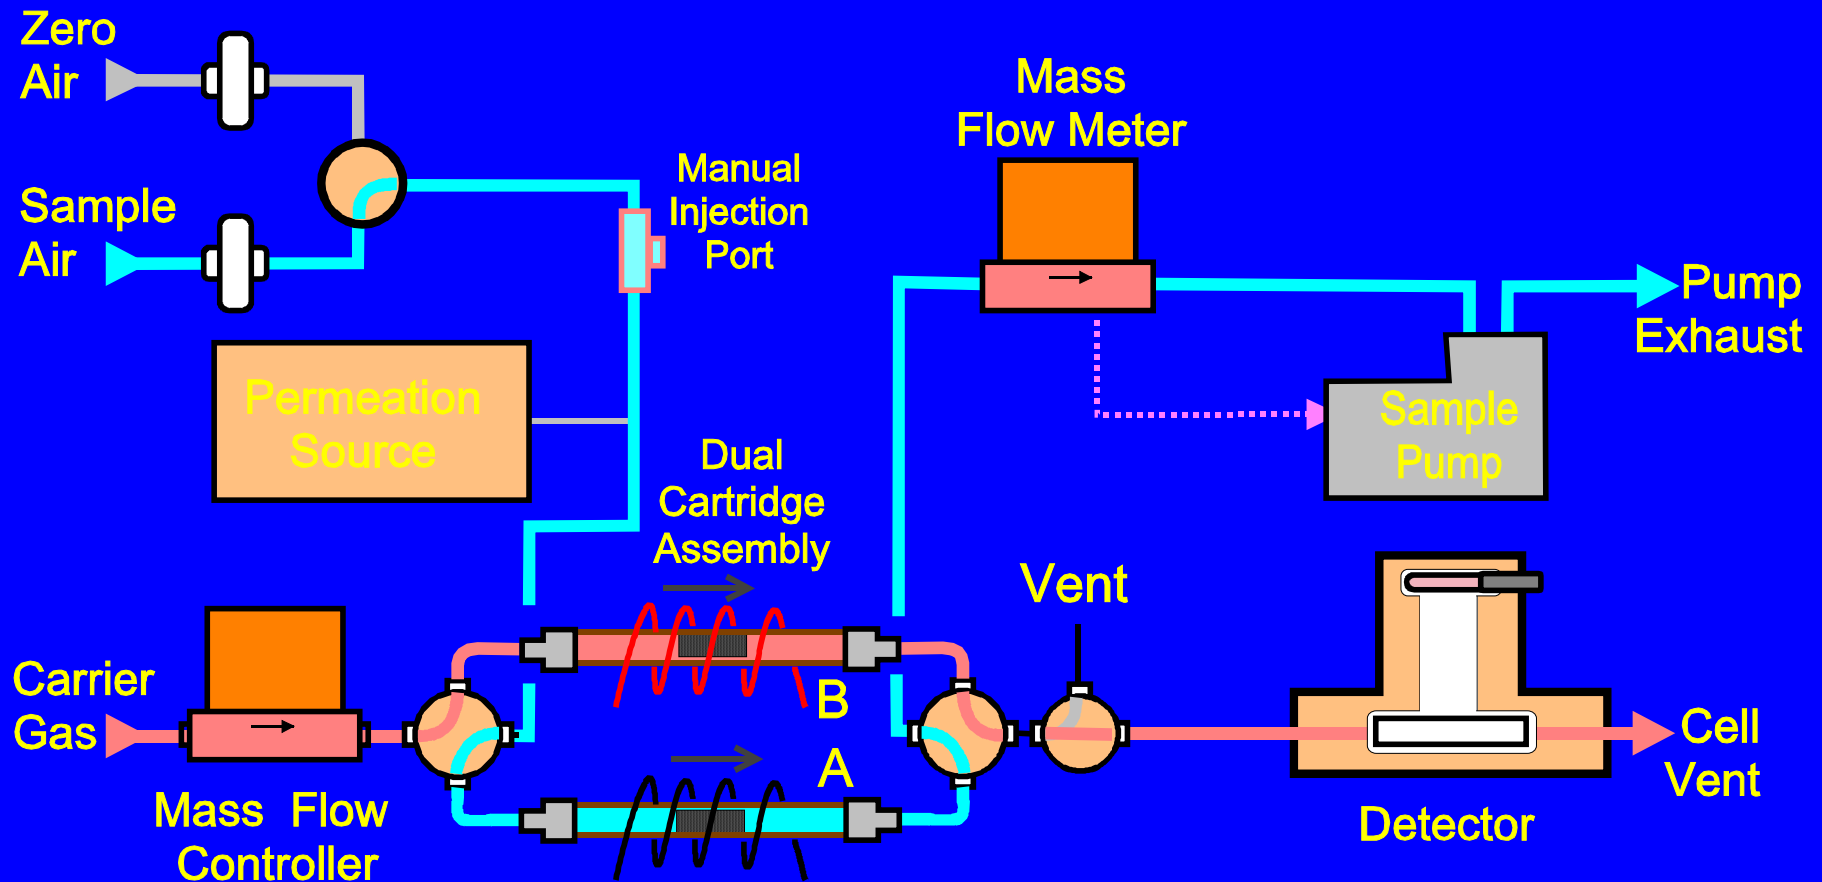 Zero
Air
Sample
Air
Manual
Injection
Port
Mass
Flow Meter
Pump
Exhaust
Permeation
Source
Sample
Pump
Dual
Cartridge
Assembly
Vent
B
A
Carrier
Gas
Mass Flow
Controller
Cell
Vent
Detector